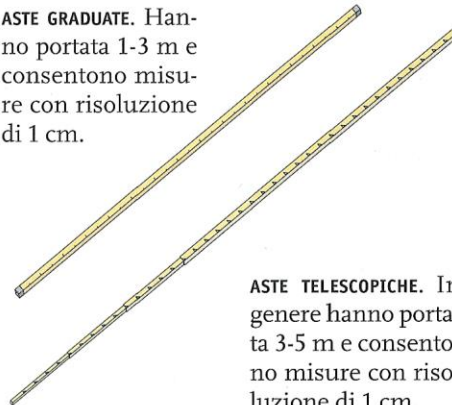 ASTE GRADUATE. Han-
no portata 1-3 m e
consentono misu-
re con risoluzione
di 1 cm.
ASTE TELESCOPICHE. In
genere hanno porta
ta 3-5 m e consento
no misure con riso
luzione di 1 cm.